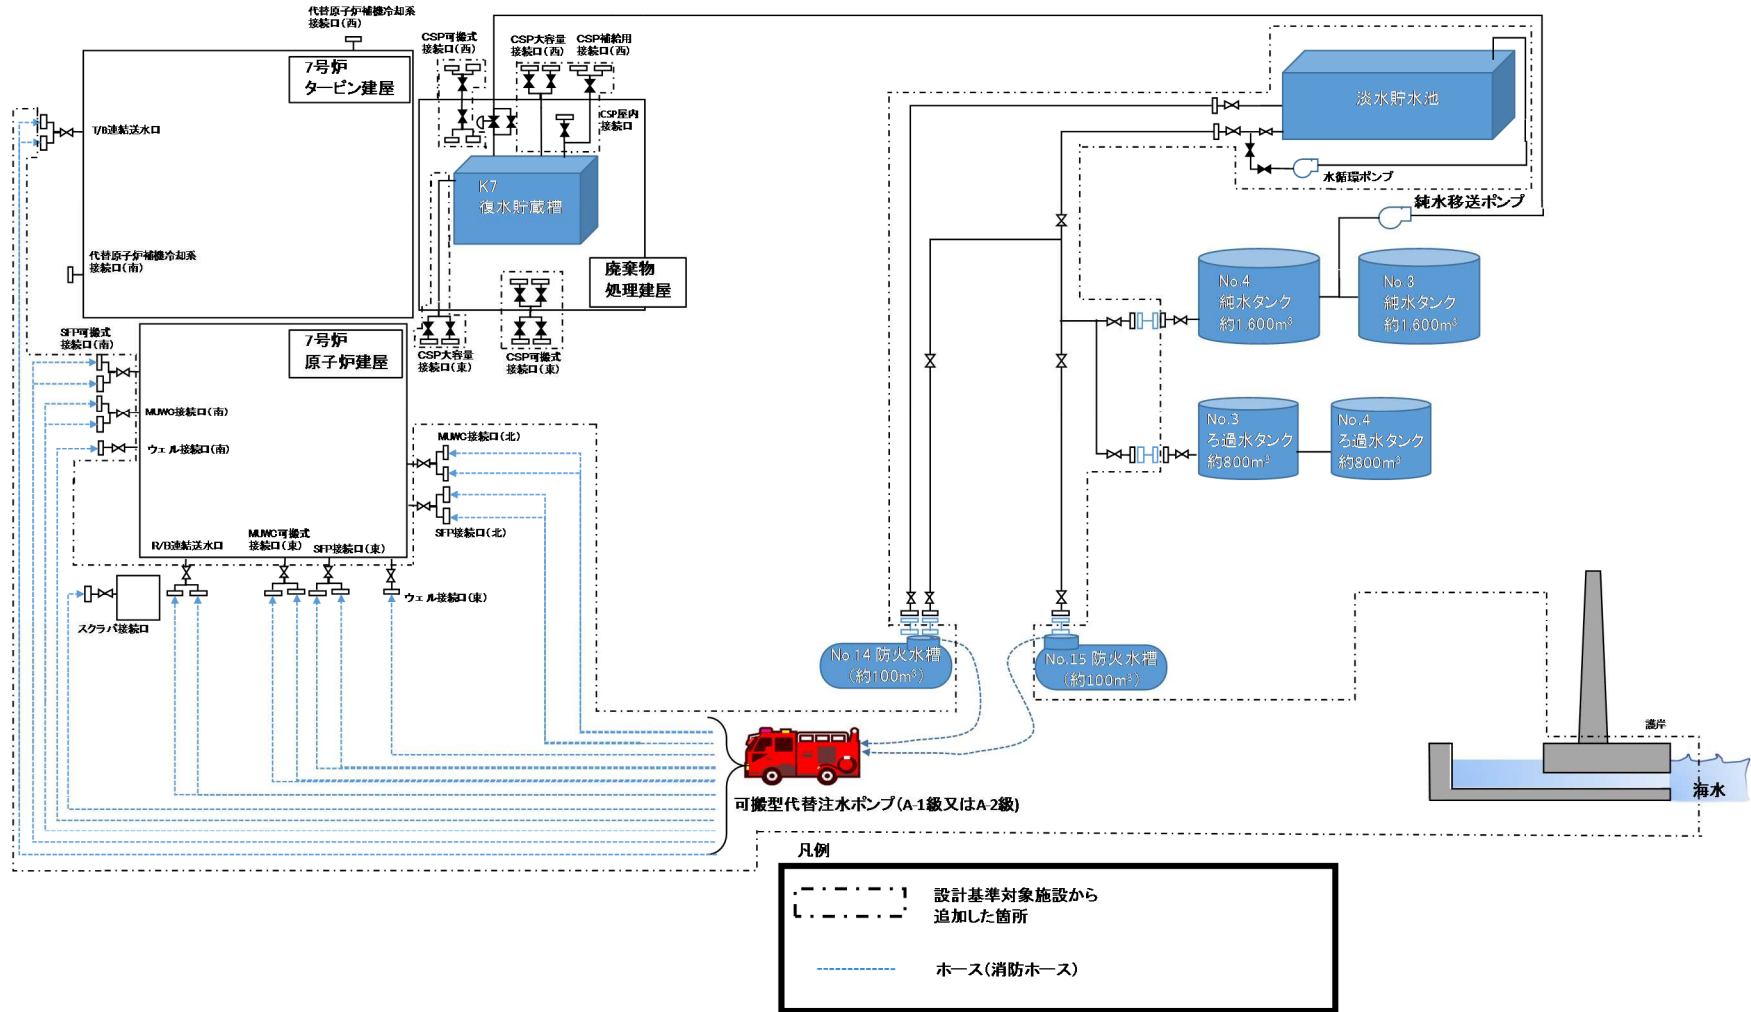 代替原子炉補機冷却系
接続口(西)
7号炉
タービン建屋
T/B連結送水口
代替原子炉補機冷却系
接続口(南)
CSP可搬式
接続口(西)
CSP大容量
接続口(西)
CSP補給用
接続口(西)
CSP屋内
接続口
K7
復水貯蔵槽
廃棄物
処理建屋
CSP大容量
接続口(東)
CSP可搬式
接続口(東)
淡水貯水池
水循環ポンプ
純水移送ポンプ
No.4
純水タンク
約1,600m³
No.3
純水タンク
約1,600m³
No.3
ろ過水タンク
約800m³
No.4
ろ過水タンク
約800m³
SFP可搬式
接続口(南)
7号炉
原子炉建屋
MUWC接続口(南)
ウェル接続口(南)
MUWC接続口(北)
SFP接続口(北)
R/B連結送水口
MUWC可搬式
接続口(東)
SFP接続口(東)
ウェル接続口(東)
スクラバ接続口
No.14 防火水槽
(約100m³)
No.15 防火水槽
(約100m³)
可搬型代替注水ポンプ(A-1級又はA-2級)
護岸
海水
凡例
設計基準対象施設から
追加した箇所
ホース(消防ホース)